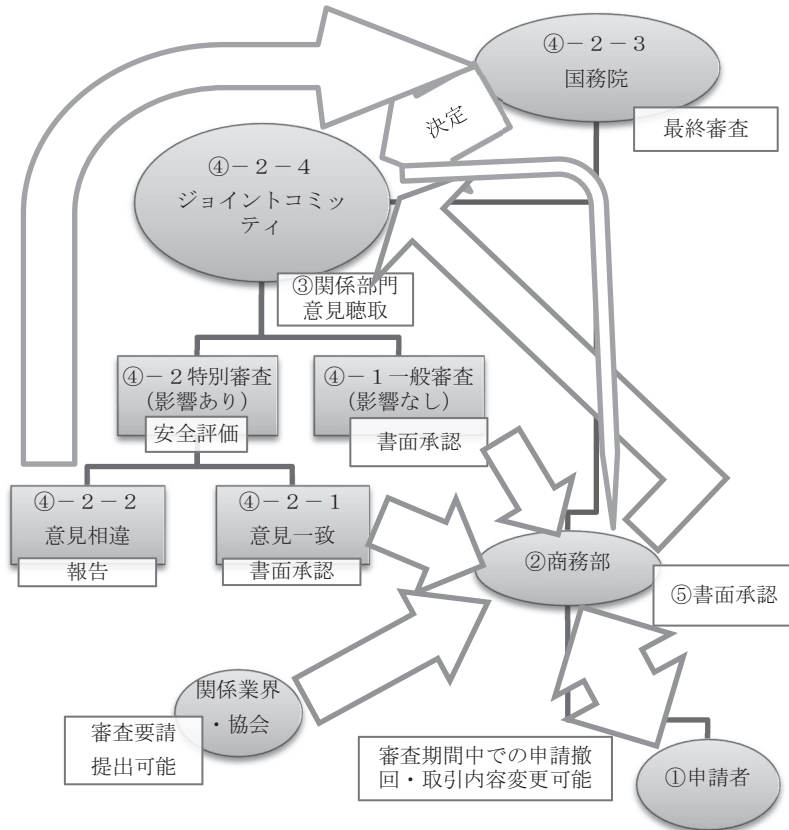 ④－２－３
国務院
最終審査
決定
④－２－４
ジョイントコミッ
ティ
③関係部門
意見聴取
④－２特別審査
(影響あり)
安全評価
④－１一般審査
(影響なし)
書面承認
④－２－２
意見相違
報告
④－２－１
意見一致
書面承認
②商務部
⑤書面承認
関係業界
・協会
審査要請
提出可能
審査期間中での申請撤
回・取引内容変更可能
①申請者